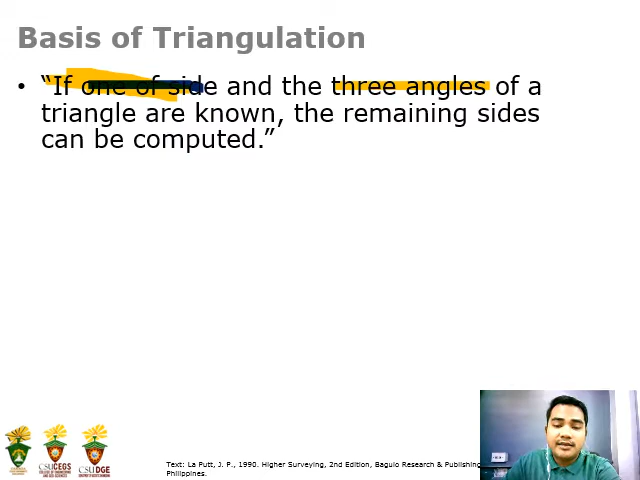 Basis of Triangulation
• “If one of side and the three angles of a
triangle are known, the remaining sides
can be computed.”
CSUCEGS
CSUDGE
Text: La Putt, J. P., 1990. Higher Surveying, 2nd Edition, Baguio Research & Publishing
Philippines.